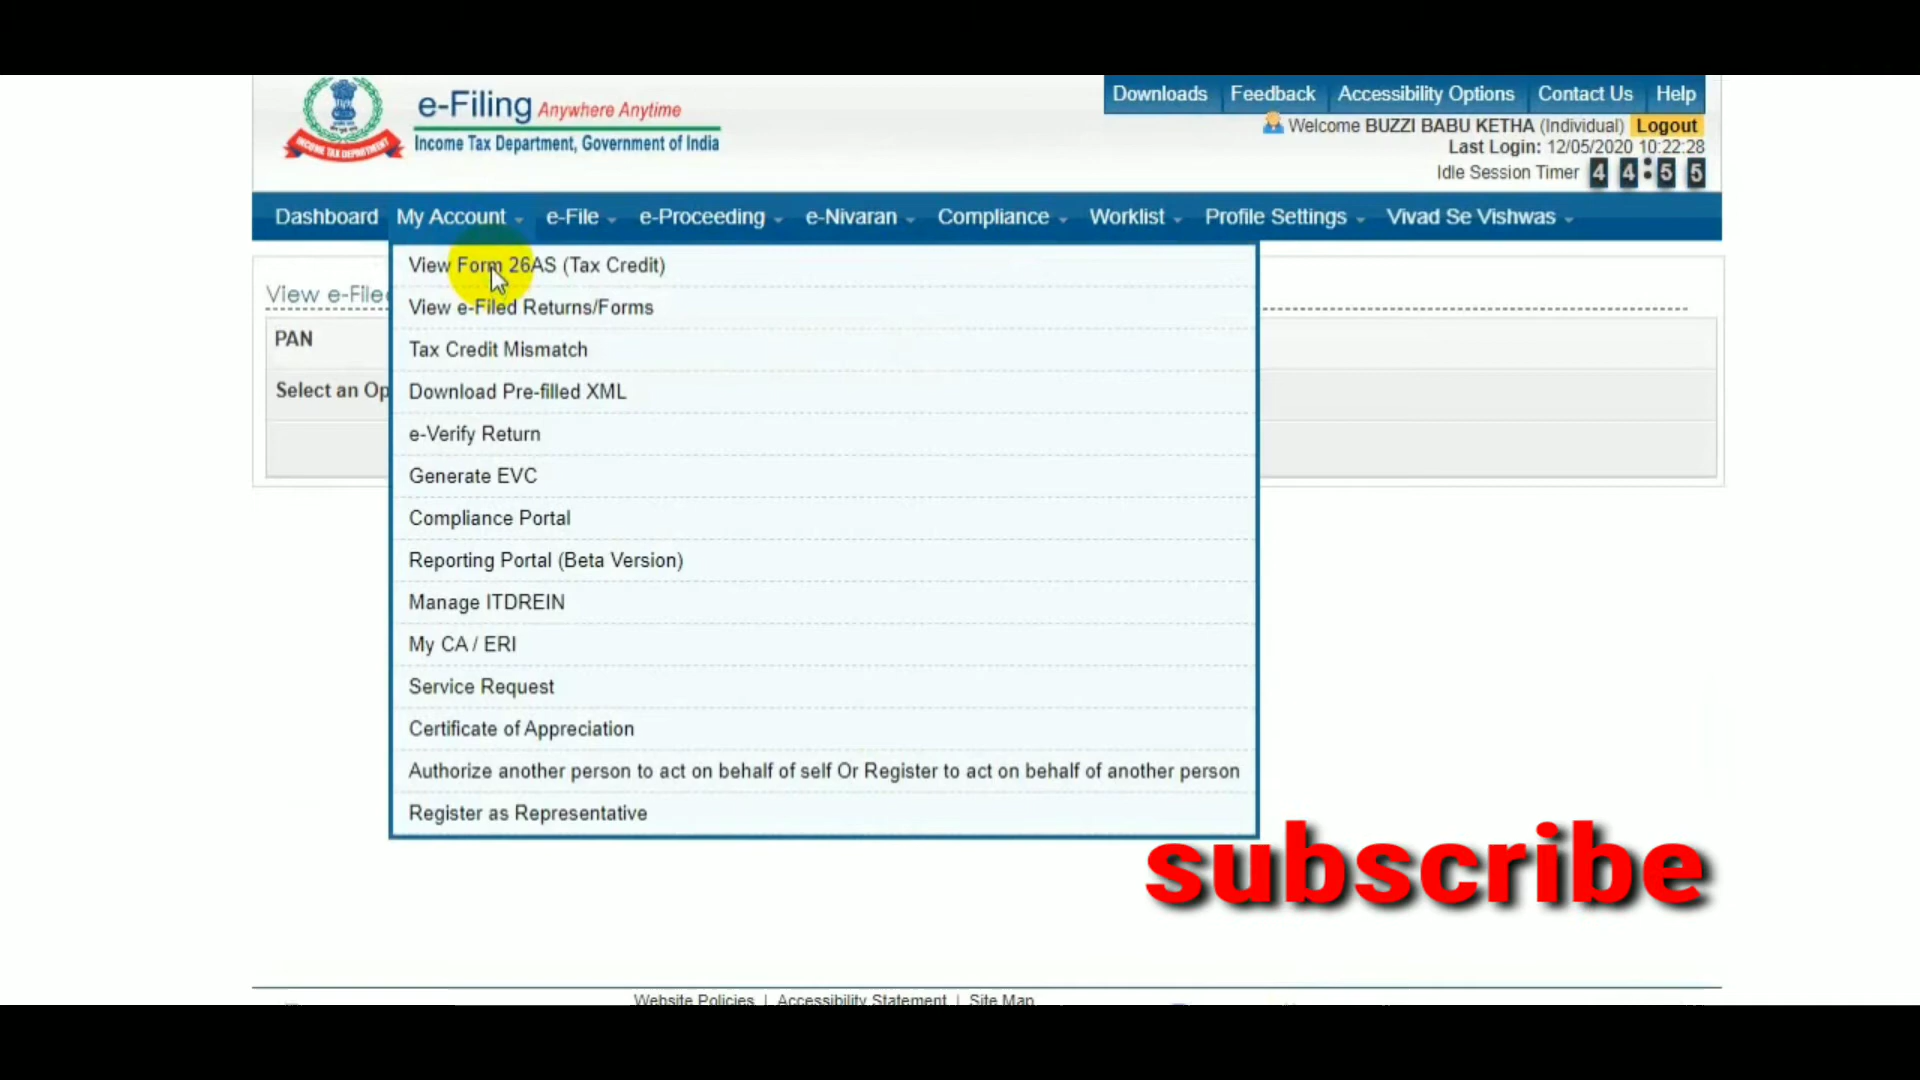 e-Filing Anywhere Anytime
Income Tax Department, Government of India
INCOME TAX DEPARTMENT
Downloads Feedback Accessibility Options Contact Us Help
Welcome BUZZI BABU KETHA (Individual) Logout
Last Login: 12/05/2020 10:22:28
Idle Session Timer 4 4 : 5 5
Dashboard My Account e-File e-Proceeding e-Nivaran Compliance Worklist Profile Settings Vivad Se Vishwas
View e-File
PAN
Select an Op
View Form 26AS (Tax Credit)
View e-Filed Returns/Forms
Tax Credit Mismatch
Download Pre-filled XML
e-Verify Return
Generate EVC
Compliance Portal
Reporting Portal (Beta Version)
Manage ITDREIN
My CA / ERI
Service Request
Certificate of Appreciation
Authorize another person to act on behalf of self Or Register to act on behalf of another person
Register as Representative
subscribe
Website Policies | Accessibility Statement | Site Map